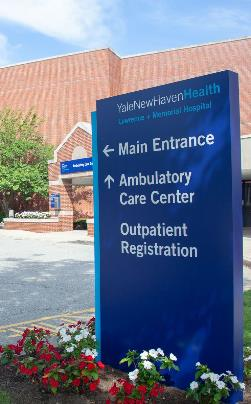 YaleNewHavenHealth
Lawrence + Memorial Hospital
← Main Entrance
↑ Ambulatory
Care Center
Outpatient
Registration